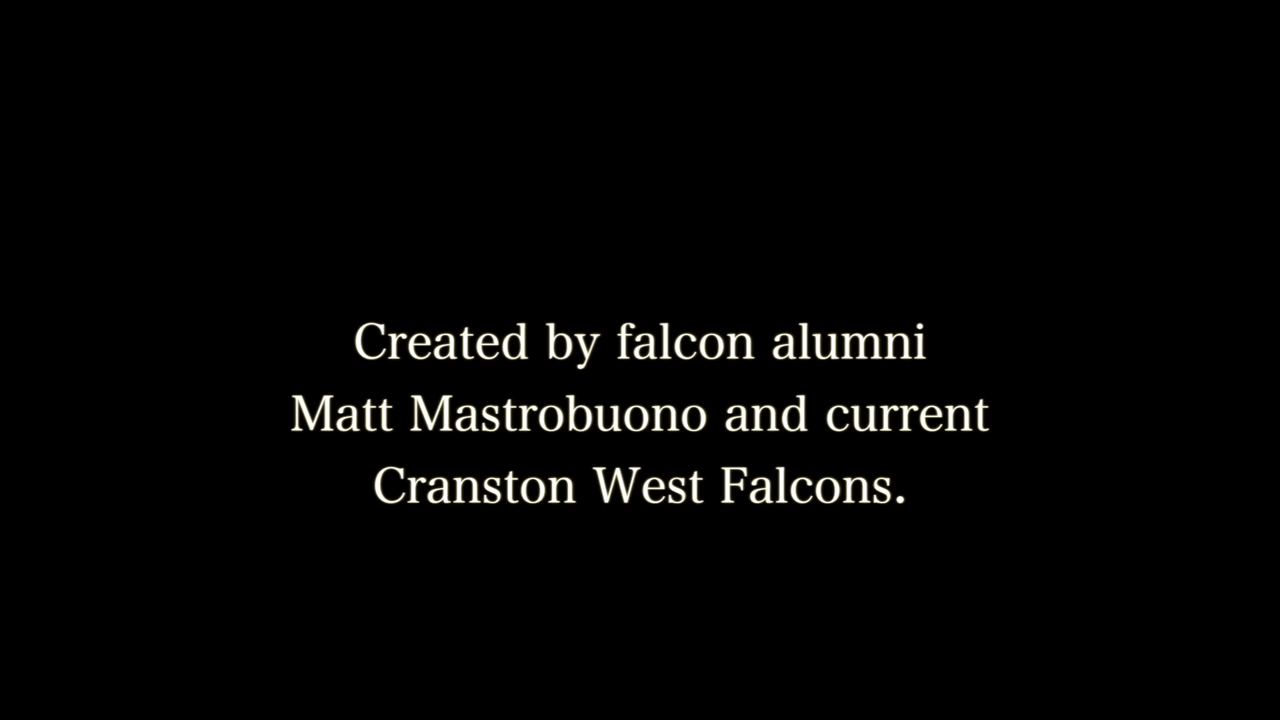 Created by falcon alumni
Matt Mastrobuono and current
Cranston West Falcons.